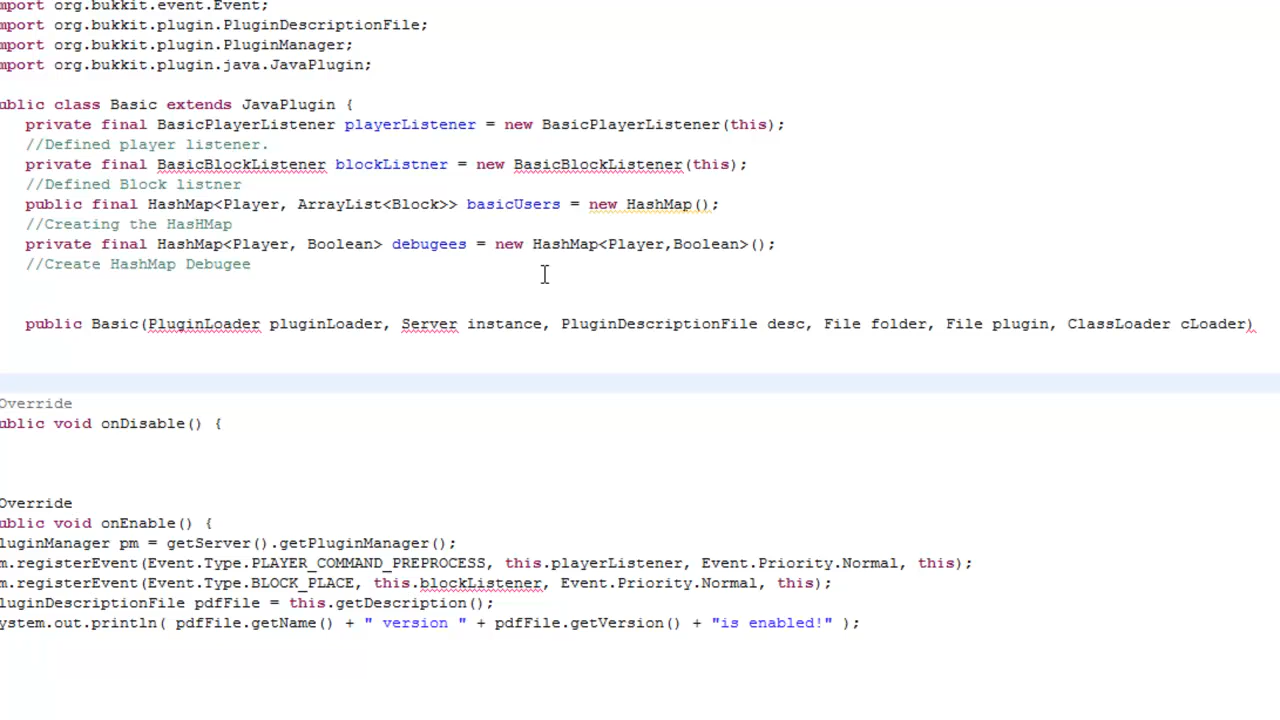 mport org.bukkit.event.Event;
mport org.bukkit.plugin.PluginDescriptionFile;
mport org.bukkit.plugin.PluginManager;
mport org.bukkit.plugin.java.JavaPlugin;
ublic class Basic extends JavaPlugin {
private final BasicPlayerListener playerListener = new BasicPlayerListener(this);
//Defined player listener.
private final BasicBlockListener blockListner = new BasicBlockListener(this);
//Defined Block listner
public final HashMap<Player, ArrayList<Block>> basicUsers = new HashMap();
//Creating the HasHMap
private final HashMap<Player, Boolean> debugees = new HashMap<Player,Boolean>();
//Create HashMap Debugee
public Basic(PluginLoader pluginLoader, Server instance, PluginDescriptionFile desc, File folder, File plugin, ClassLoader cLoader)
Override
ublic void onDisable() {
Override
ublic void onEnable() {
luginManager pm = getServer().getPluginManager();
m.registerEvent(Event.Type.PLAYER_COMMAND_PREPROCESS, this.playerListener, Event.Priority.Normal, this);
m.registerEvent(Event.Type.BLOCK_PLACE, this.blockListener, Event.Priority.Normal, this);
luginDescriptionFile pdfFile = this.getDescription();
ystem.out.println( pdfFile.getName() + " version " + pdfFile.getVersion() + "is enabled!" );